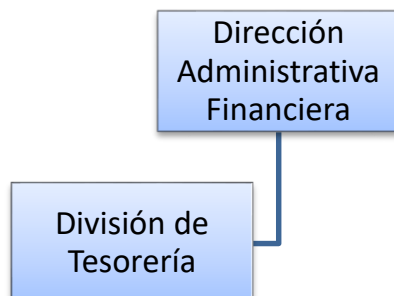 Dirección
Administrativa
Financiera
División de
Tesorería